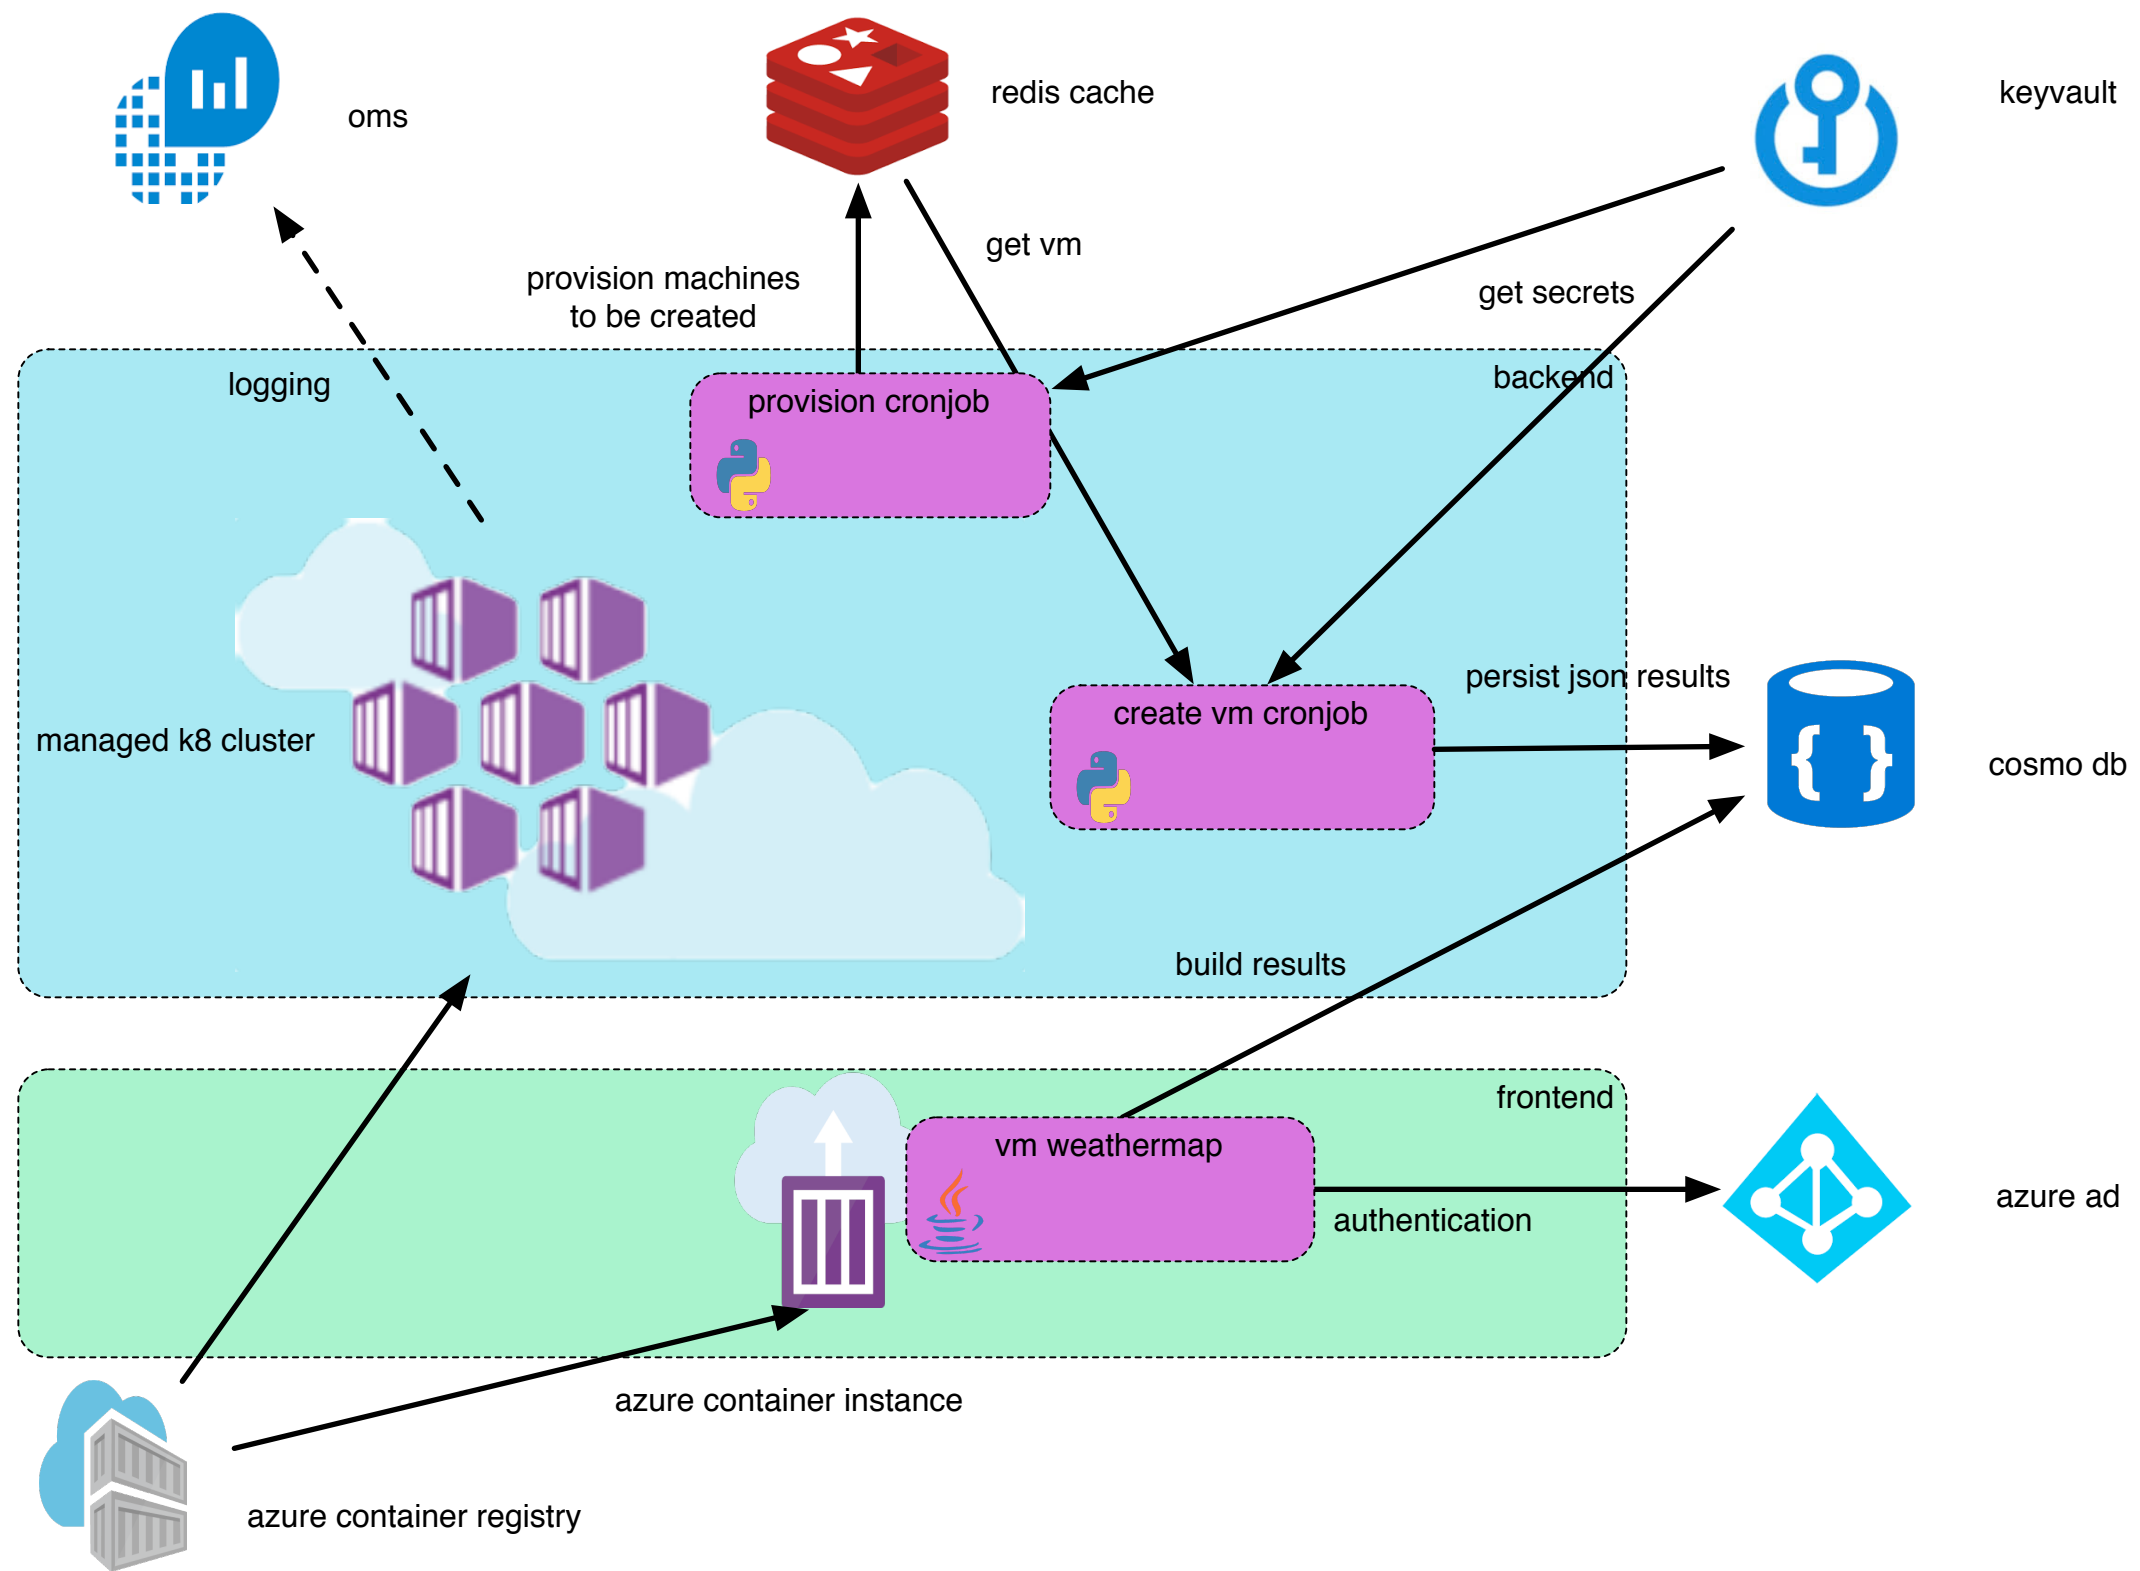 oms
redis cache
keyvault
get vm
provision machines
to be created
get secrets
logging
backend
provision cronjob
persist json results
create vm cronjob
managed k8 cluster
cosmo db
build results
frontend
vm weathermap
azure ad
authentication
azure container instance
azure container registry
{ }